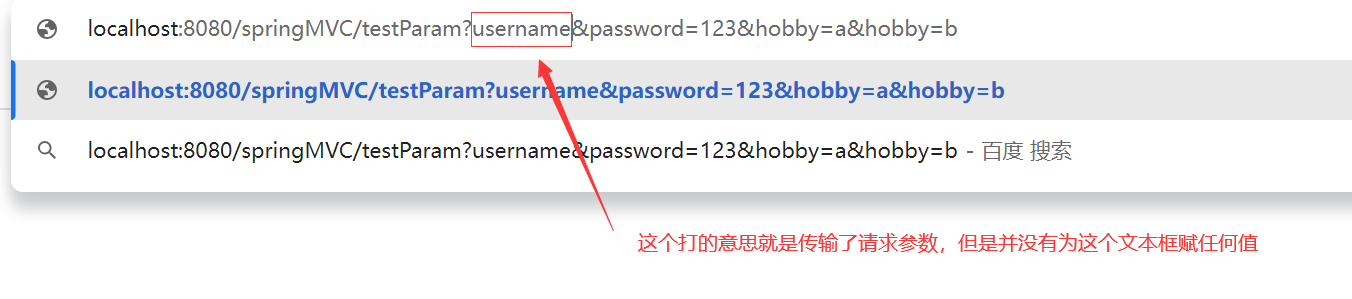 localhost:8080/springMVC/testParam?username&password=123&hobby=a&hobby=b
localhost:8080/springMVC/testParam?username&password=123&hobby=a&hobby=b
localhost:8080/springMVC/testParam?username&password=123&hobby=a&hobby=b - 百度 搜索
这个打的意思就是传输了请求参数，但是并没有为这个文本框赋任何值